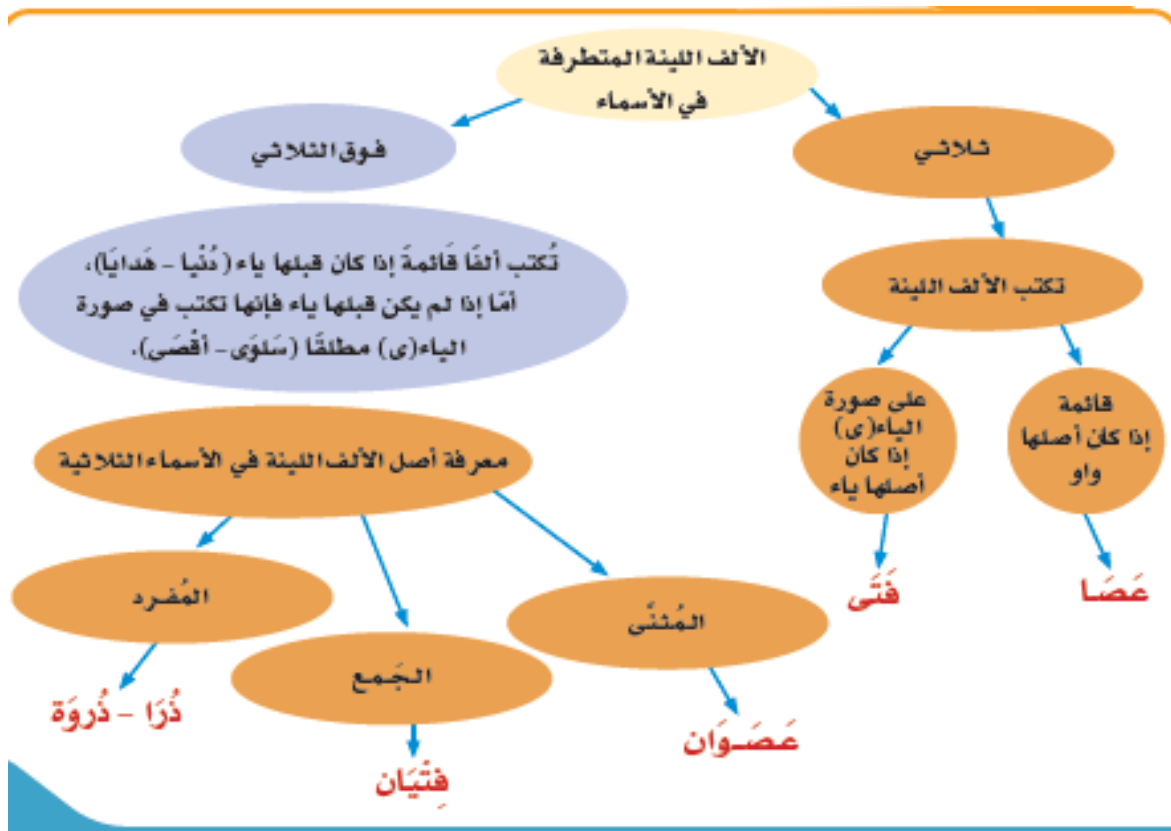 الألف اللينة المتطرفة
في الأسماء
ثلاثي
فوق الثلاثي
تُكتب ألفًا قَائمةً إذا كان قبلها ياء (دُنْيا - هَدايَا)،
أمّا إذا لم يكن قبلها ياء فإنها تكتب في صورة
الياء(ى) مطلقًا (سَلوَى- أقْصَى).
تكتب الألف اللينة
قائمة
إذا كان أصلها
واو
على صورة
الياء(ى)
إذا كان
أصلها ياء
عَصَا
فَتَى
معرفة أصل الألف اللينة في الأسماء الثلاثية
المُثنَّى
الجَمع
المُفرد
عَصَوَان
فِتْيَان
ذُرَا - ذُروَة